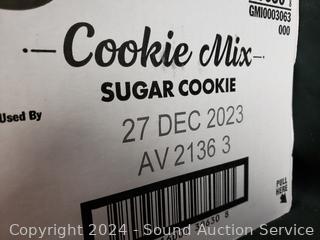 GMI0003063
000
Cookie Mix
SUGAR COOKIE
Used By
27 DEC 2023
AV 2136 3
PULL
HERE
Copyright 2024 - Sound Auction Service